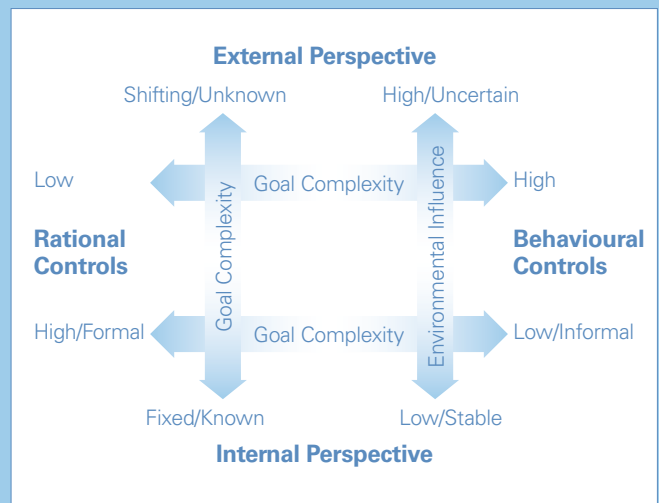 External Perspective
Shifting/Unknown High/Uncertain
Low Goal Complexity High
Goal Complexity
Environmental Influence
Rational
Controls
Behavioural
Controls
High/Formal Goal Complexity Low/Informal
Fixed/Known Low/Stable
Internal Perspective